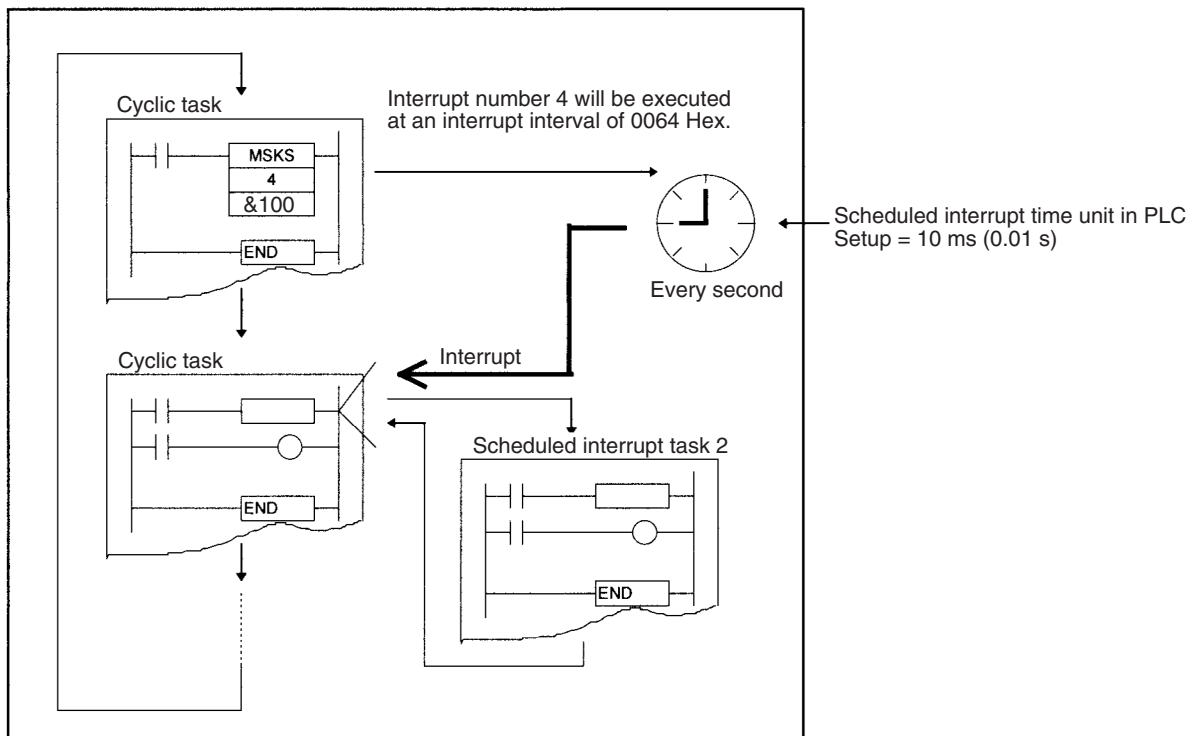 Cyclic task
Interrupt number 4 will be executed
at an interrupt interval of 0064 Hex.
MSKS
4
&100
END
Scheduled interrupt time unit in PLC
Setup = 10 ms (0.01 s)
Every second
Cyclic task
Interrupt
END
Scheduled interrupt task 2
END